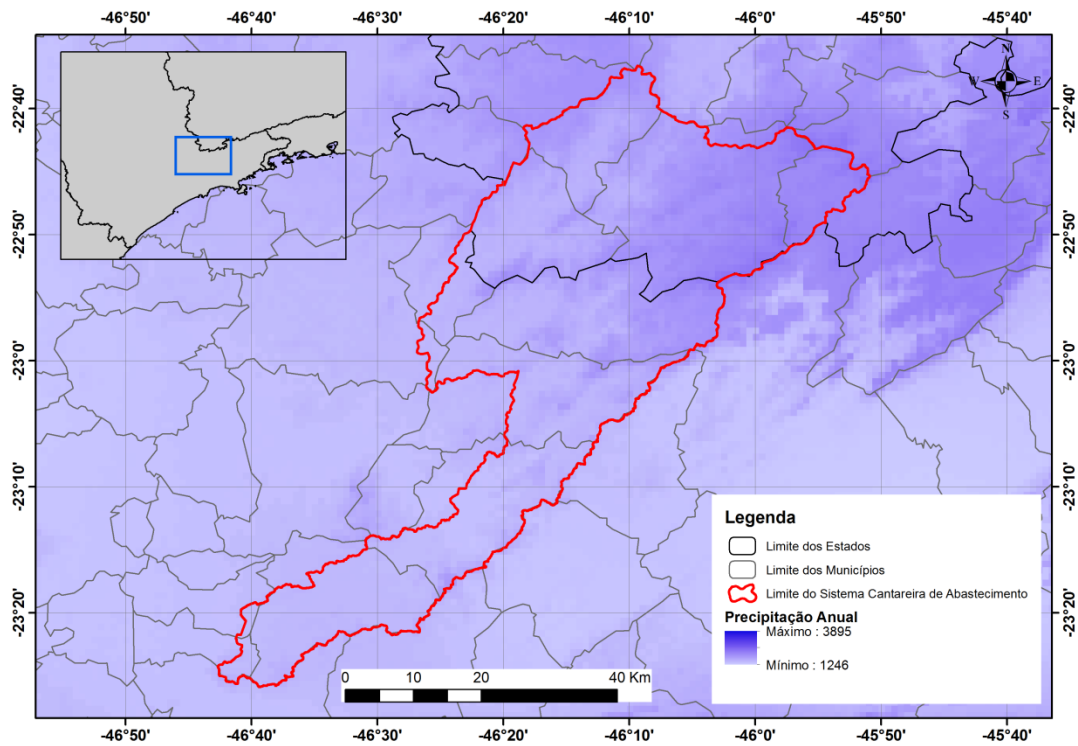 -46°50' -46°40' -46°30' -46°20' -46°10' -46°0' -45°50' -45°40'
N
W E
S
-22°40' -22°40'
-22°50' -22°50'
-23°0' -23°0'
-23°10' -23°10'
-23°20' -23°20'
Legenda
Limite dos Estados
Limite dos Municípios
Limite do Sistema Cantareira de Abastecimento
Precipitação Anual
Máximo : 3895
Mínimo : 1246
0 10 20 40 Km
-46°50' -46°40' -46°30' -46°20' -46°10' -46°0' -45°50' -45°40'